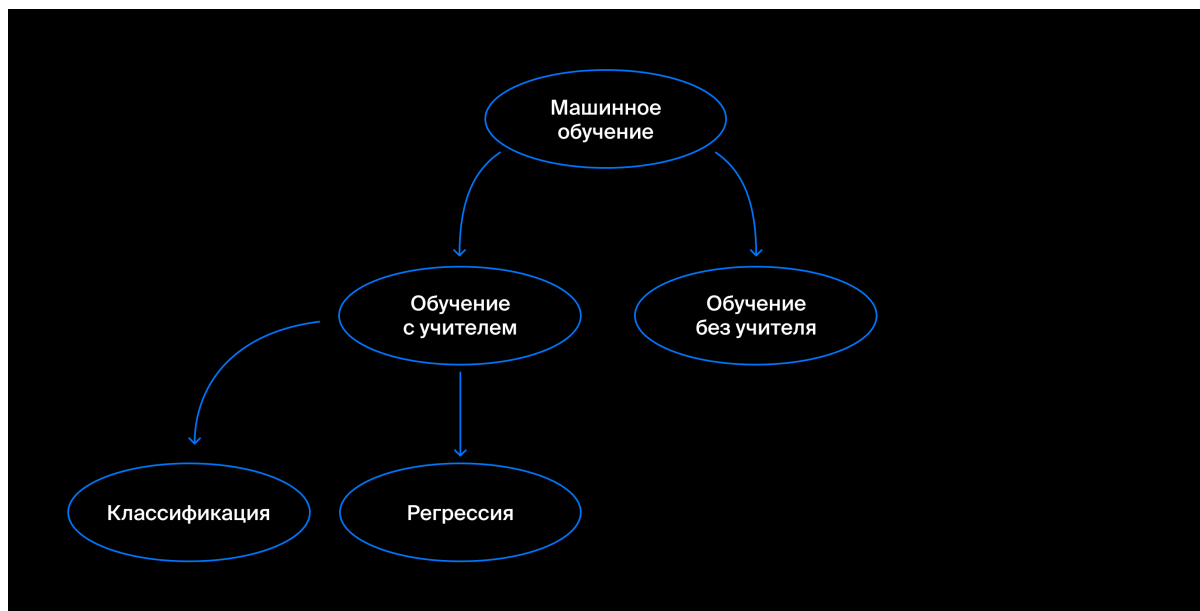 Машинное
обучение
Обучение
с учителем
Обучение
без учителя
Классификация
Регрессия